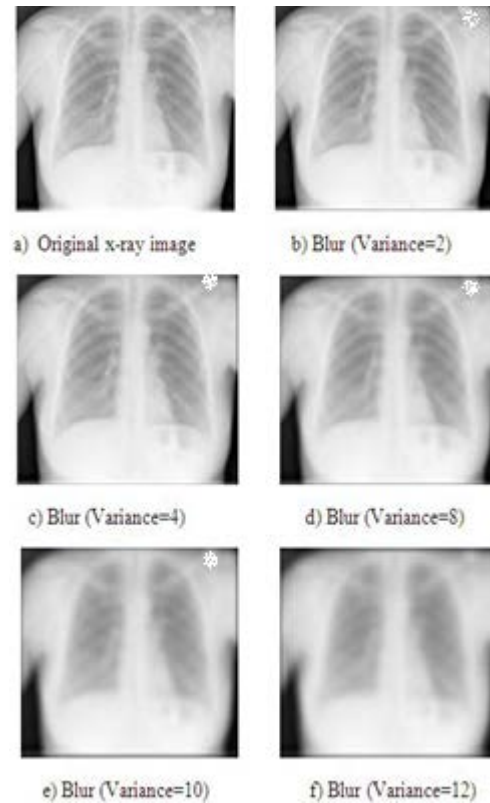 a) Original x-ray image
b) Blur (Variance=2)
c) Blur (Variance=4)
d) Blur (Variance=8)
e) Blur (Variance=10)
f) Blur (Variance=12)